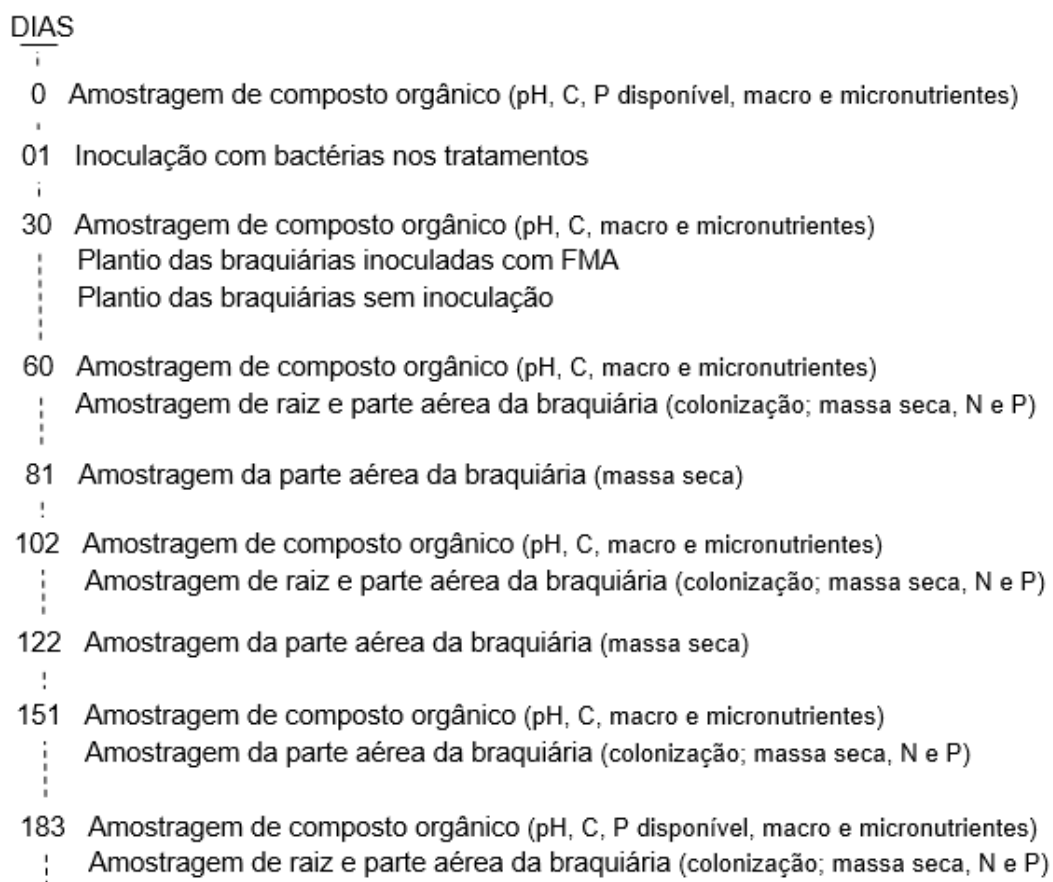 DIAS
0 Amostragem de composto orgânico (pH, C, P disponível, macro e micronutrientes)
01 Inoculação com bactérias nos tratamentos
30 Amostragem de composto orgânico (pH, C, macro e micronutrientes)
Plantio das braquiárias inoculadas com FMA
Plantio das braquiárias sem inoculação
60 Amostragem de composto orgânico (pH, C, macro e micronutrientes)
Amostragem de raiz e parte aérea da braquiária (colonização; massa seca, N e P)
81 Amostragem da parte aérea da braquiária (massa seca)
102 Amostragem de composto orgânico (pH, C, macro e micronutrientes)
Amostragem de raiz e parte aérea da braquiária (colonização; massa seca, N e P)
122 Amostragem da parte aérea da braquiária (massa seca)
151 Amostragem de composto orgânico (pH, C, macro e micronutrientes)
Amostragem da parte aérea da braquiária (colonização; massa seca, N e P)
183 Amostragem de composto orgânico (pH, C, P disponível, macro e micronutrientes)
Amostragem de raiz e parte aérea da braquiária (colonização; massa seca, N e P)